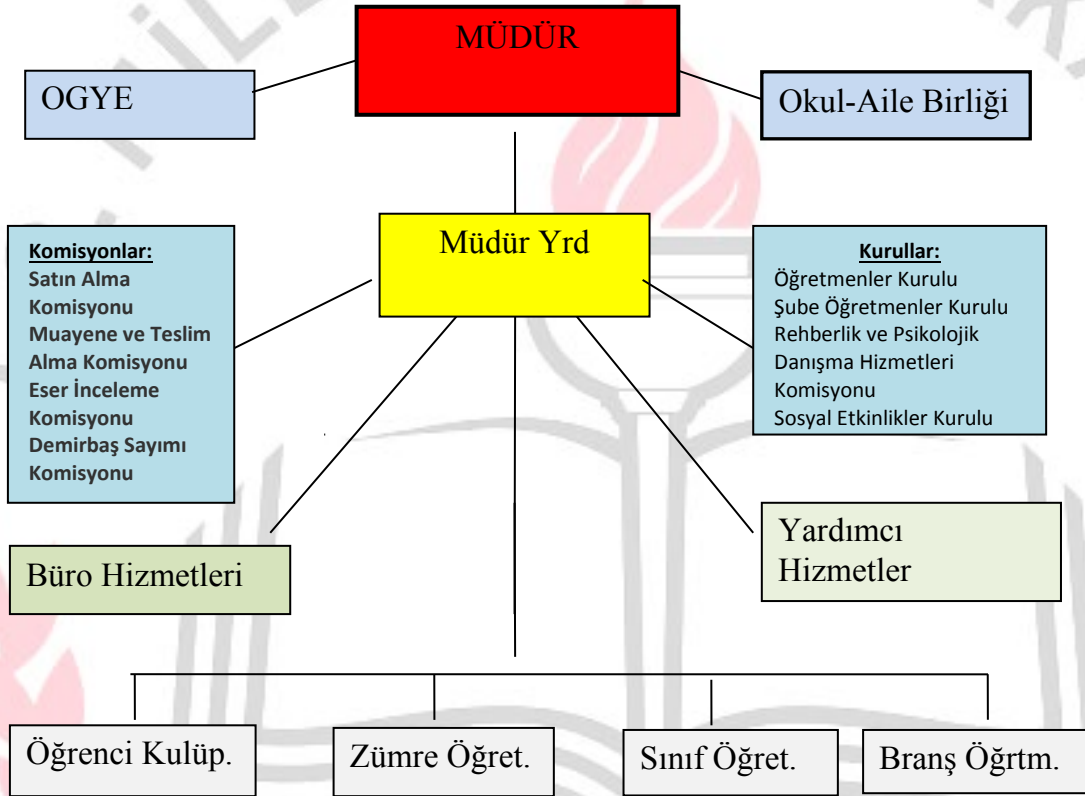 MÜDÜR
OGYE
Okul-Aile Birliği
Müdür Yrd
Komisyonlar:
Satın Alma
Komisyonu
Muayene ve Teslim
Alma Komisyonu
Eser İnceleme
Komisyonu
Demirbaş Sayımı
Komisyonu
Kurullar:
Öğretmenler Kurulu
Şube Öğretmenler Kurulu
Rehberlik ve Psikolojik
Danışma Hizmetleri
Komisyonu
Sosyal Etkinlikler Kurulu
Büro Hizmetleri
Yardımcı
Hizmetler
Öğrenci Kulüp.
Zümre Öğret.
Sınıf Öğret.
Branş Öğrtm.